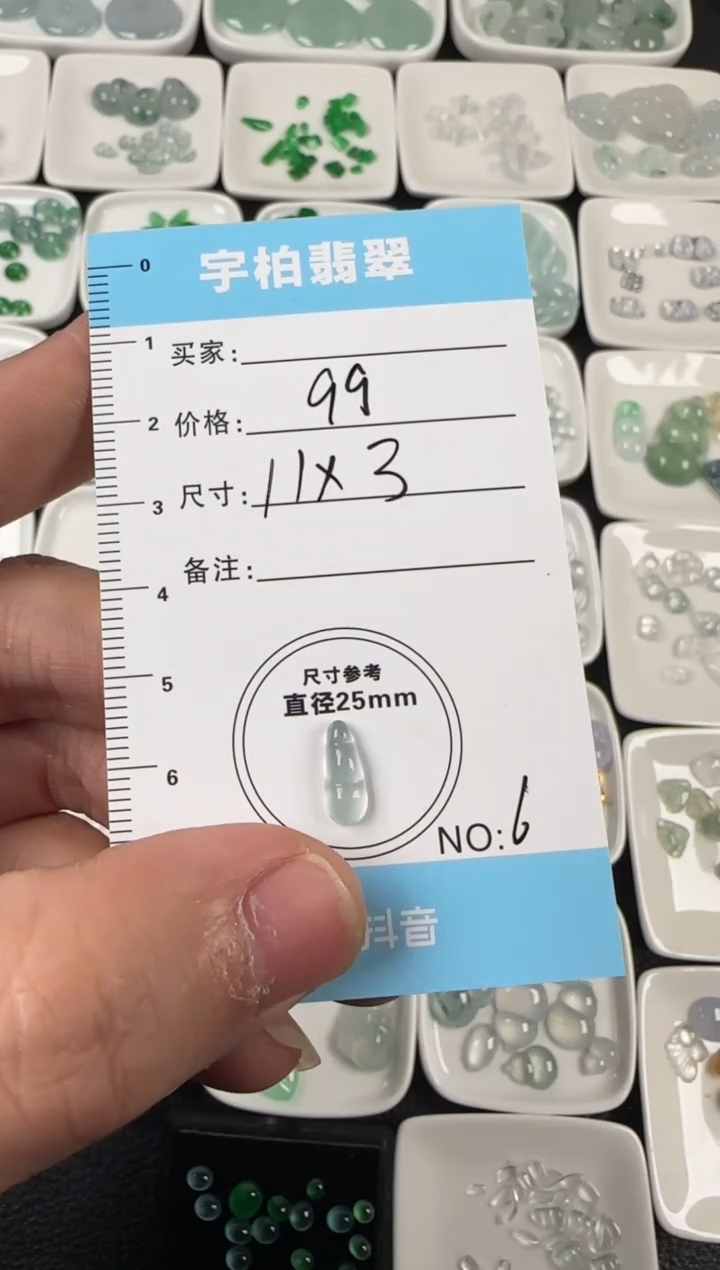 宇柏翡翠
0
1 买家:
2 价格: 99
3 尺寸: 11x3
4 备注:
5
6
尺寸参考
直径25mm
NO: 6
抖音